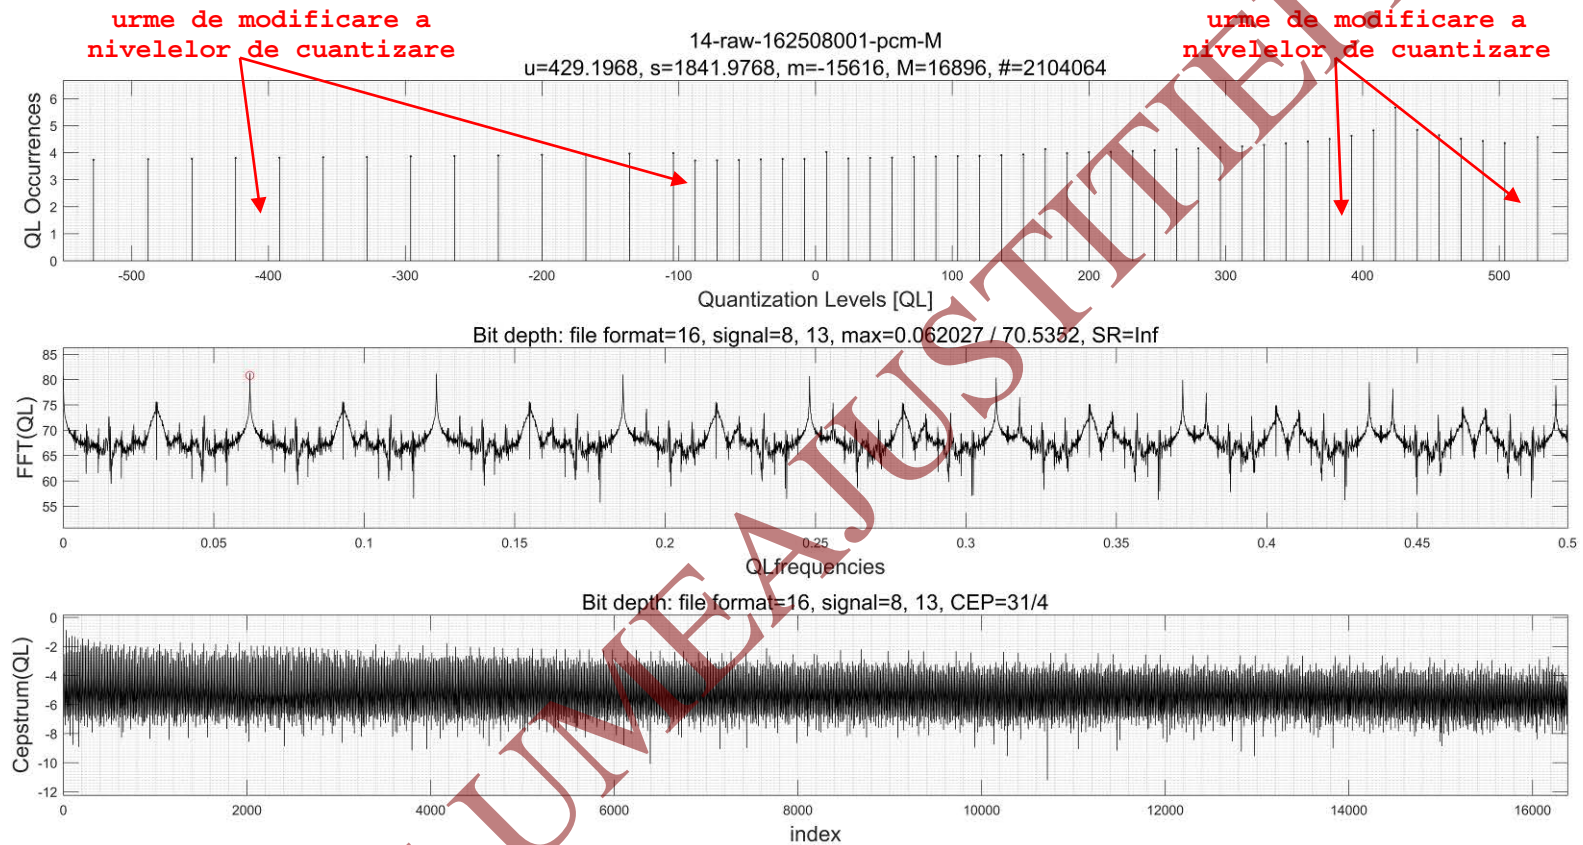 urme de modificare a
nivelelor de cuantizare
urme de modificare a
nivelelor de cuantizare
14-raw-162508001-pcm-M
u=429.1968, s=1841.9768, m=-15616, M=16896, #=2104064
QL Occurrences
6
5
4
3
2
1
0
-500 -400 -300 -200 -100 0 100 200 300 400 500
Quantization Levels [QL]
Bit depth: file format=16, signal=8, 13, max=0.062027 / 70.5352, SR=Inf
FFT(QL)
85
80
75
70
65
60
55
0 0.05 0.1 0.15 0.2 0.25 0.3 0.35 0.4 0.45 0.5
QLfrequencies
Bit depth: file format=16, signal=8, 13, CEP=31/4
Cepstrum(QL)
0
-2
-4
-6
-8
-10
-12
0 2000 4000 6000 8000 10000 12000 14000 16000
index
LUMEAJUSTITIEI.